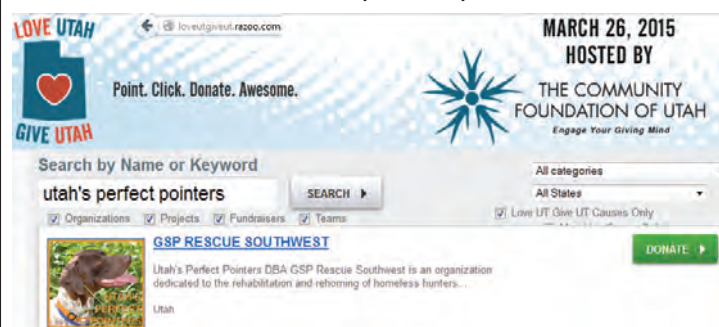 LOVE UTAH
GIVE UTAH
loveutgiveut.razoo.com
Point. Click. Donate. Awesome.
MARCH 26, 2015
HOSTED BY
THE COMMUNITY
FOUNDATION OF UTAH
Engage Your Giving Mind
Search by Name or Keyword
utah's perfect pointers
SEARCH
Organizations Projects Fundraisers Teams
All categories
All States
Love UT Give UT Causes Only
GSP RESCUE SOUTHWEST
Utah's Perfect Pointers DBA GSP Rescue Southwest is an organization
dedicated to the rehabilitation and rehoming of homeless hunters...
Utah
DONATE
UTAH'S
PERFECT
POINTERS